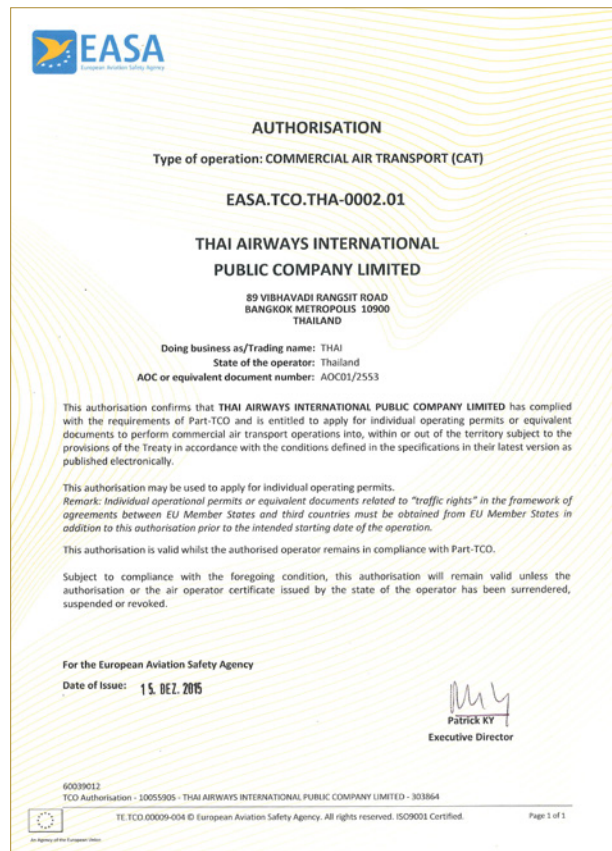 EASA
European Aviation Safety Agency
AUTHORISATION
Type of operation: COMMERCIAL AIR TRANSPORT (CAT)
EASA.TCO.THA-0002.01
THAI AIRWAYS INTERNATIONAL
PUBLIC COMPANY LIMITED
89 VIBHAVADI RANGSIT ROAD
BANGKOK METROPOLIS 10900
THAILAND
Doing business as/Trading name: THAI
State of the operator: Thailand
AOC or equivalent document number: AOC01/2553
This authorisation confirms that THAI AIRWAYS INTERNATIONAL PUBLIC COMPANY LIMITED has complied
with the requirements of Part-TCO and is entitled to apply for individual operating permits or equivalent
documents to perform commercial air transport operations into, within or out of the territory subject to the
provisions of the Treaty in accordance with the conditions defined in the specifications in their latest version as
published electronically.
This authorisation may be used to apply for individual operating permits.
Remark: Individual operational permits or equivalent documents related to "traffic rights" in the framework of
agreements between EU Member States and third countries must be obtained from EU Member States in
addition to this authorisation prior to the intended starting date of the operation.
This authorisation is valid whilst the authorised operator remains in compliance with Part-TCO.
Subject to compliance with the foregoing condition, this authorisation will remain valid unless the
authorisation or the air operator certificate issued by the state of the operator has been surrendered,
suspended or revoked.
For the European Aviation Safety Agency
Date of Issue: 15. DEZ. 2015
Patrick KY
Executive Director
60039012
TCO Authorisation - 10055905 - THAI AIRWAYS INTERNATIONAL PUBLIC COMPANY LIMITED - 303864
TE.TCO.00009-004 © European Aviation Safety Agency. All rights reserved. ISO9001 Certified. Page 1 of 1
An Agency of the European Union